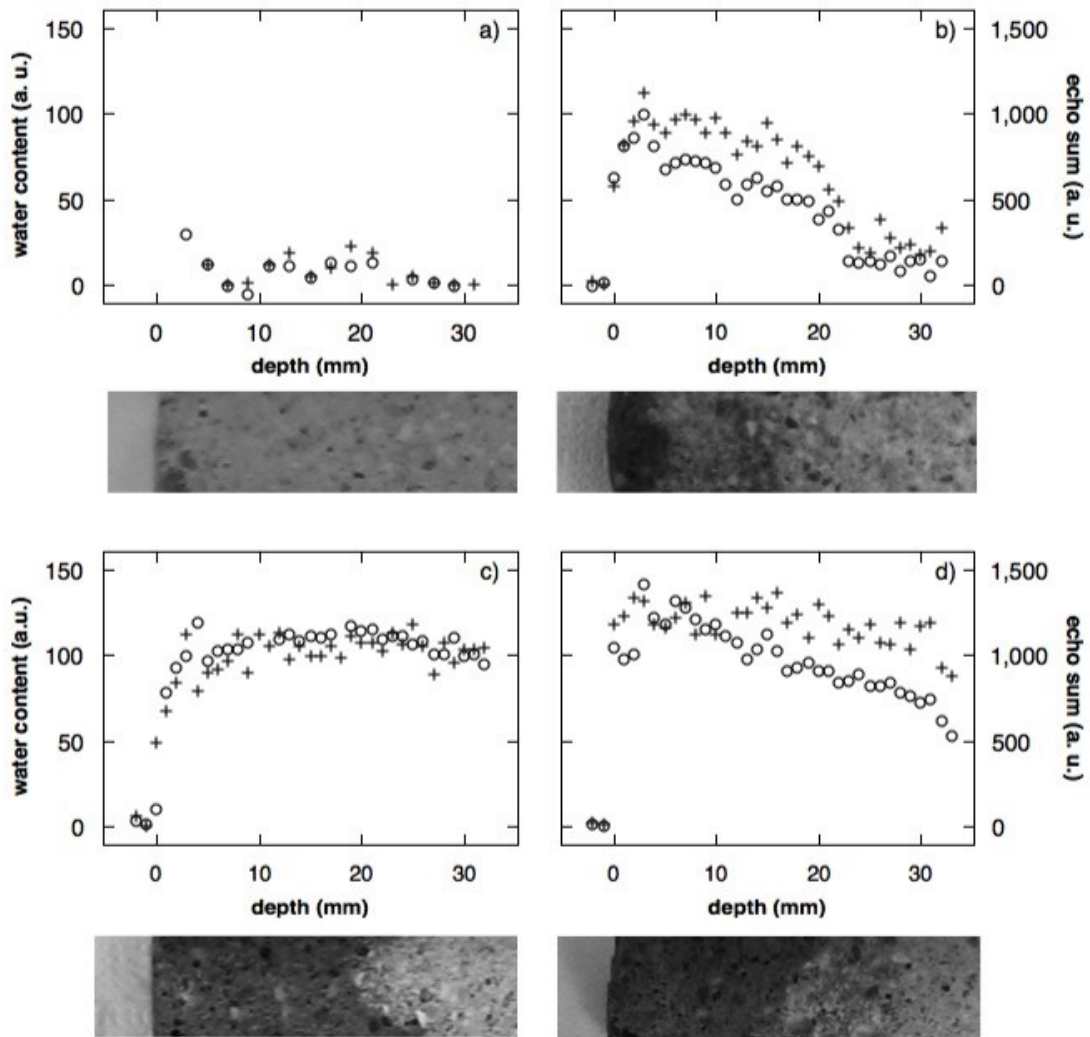 a)
water content (a. u.)
150
100
50
0
0 10 20 30
depth (mm)
b)
1,500
1,000
500
0
echo sum (a. u.)
0 10 20 30
depth (mm)
c)
water content (a.u.)
150
100
50
0
0 10 20 30
depth (mm)
d)
1,500
1,000
500
0
echo sum (a. u.)
0 10 20 30
depth (mm)